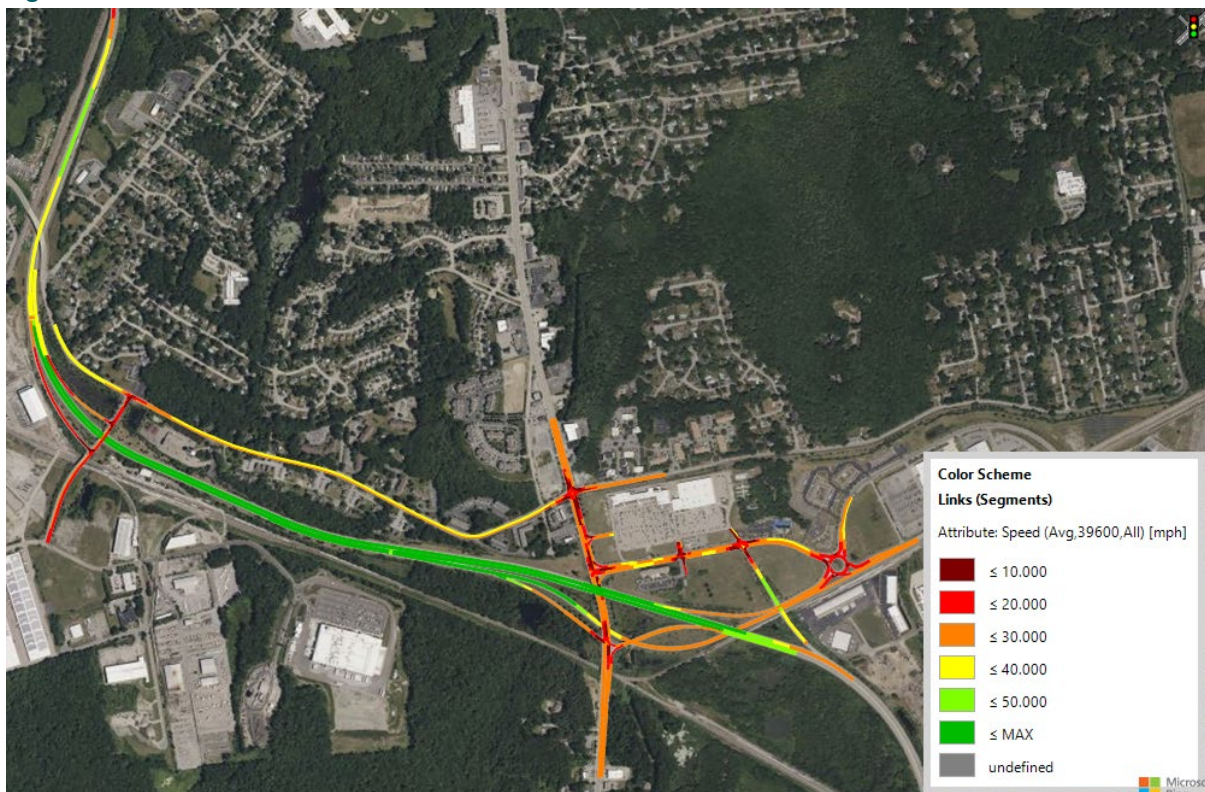 Color Scheme
Links (Segments)
Attribute: Speed (Avg,39600,All) [mph]
≤ 10.000
≤ 20.000
≤ 30.000
≤ 40.000
≤ 50.000
≤ MAX
undefined